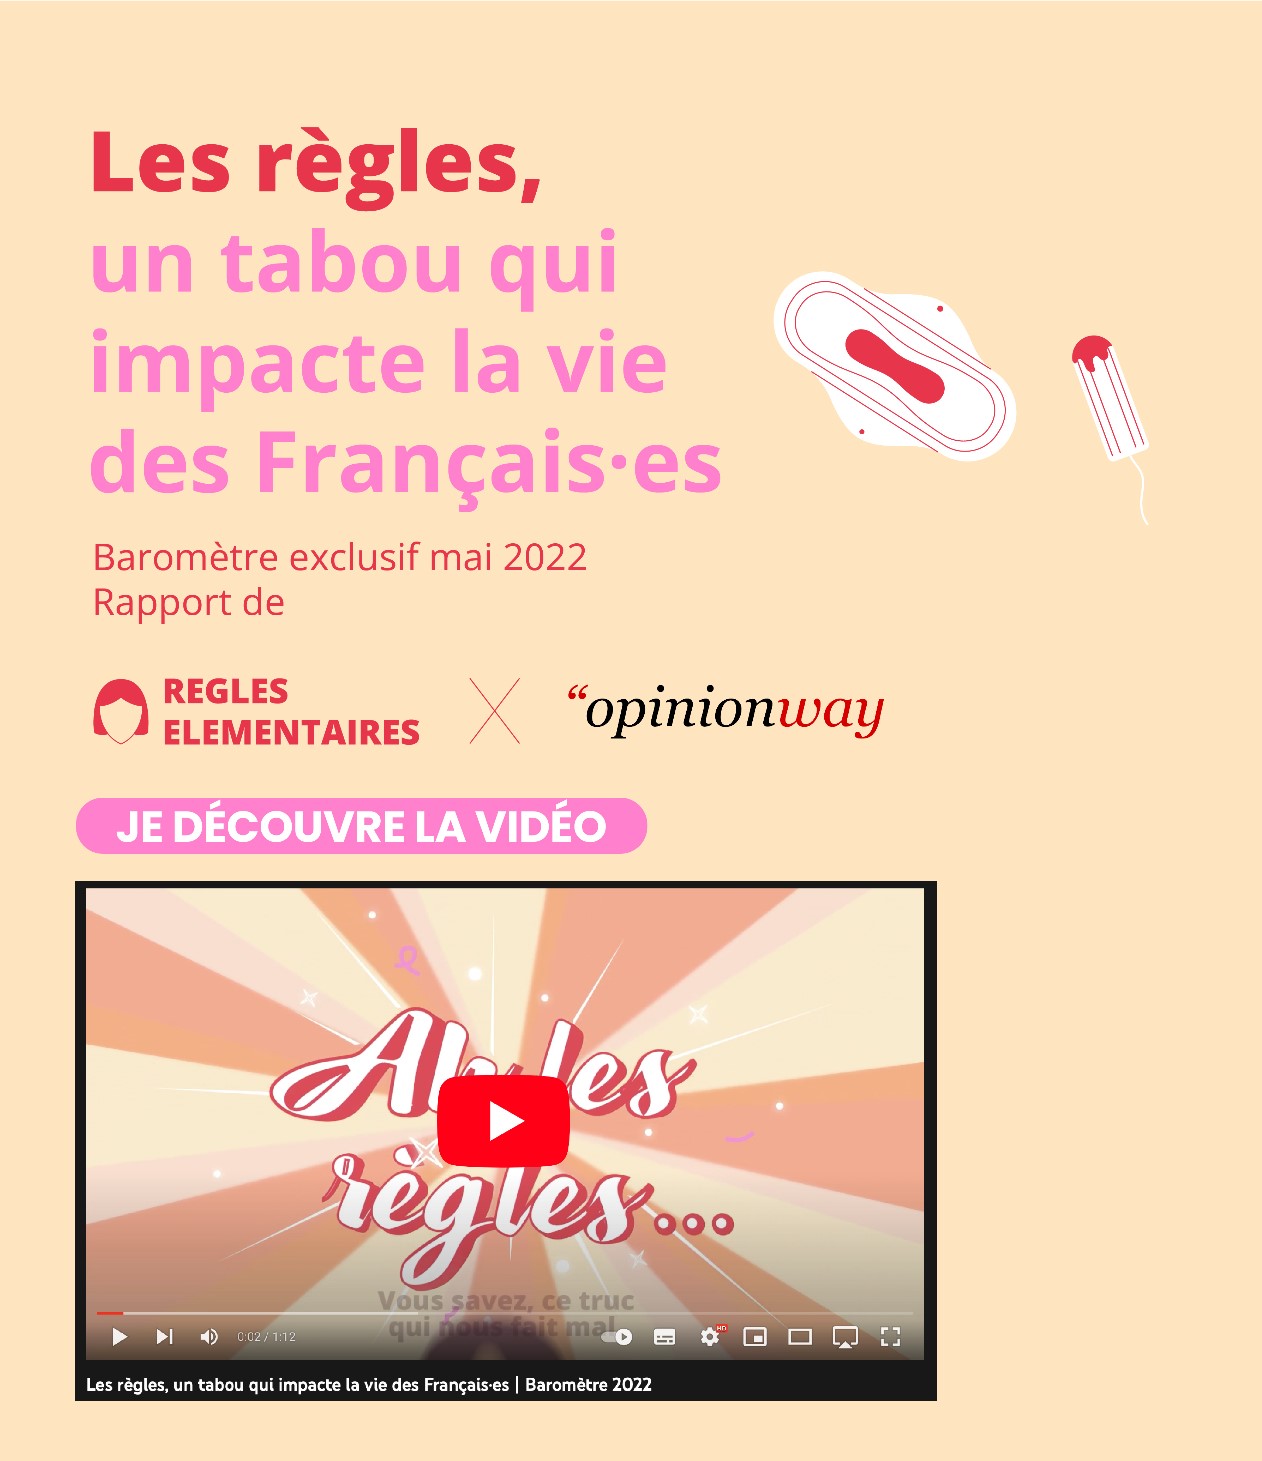 Les règles,
un tabou qui
impacte la vie
des Français·es
Baromètre exclusif mai 2022
Rapport de
REGLES
ELEMENTAIRES
“opinionway
JE DÉCOUVRE LA VIDÉO
Ah les
règles...
Vous savez, ce truc
qui nous fait mal
0:02 / 1:12
HD
Les règles, un tabou qui impacte la vie des Français·es | Baromètre 2022